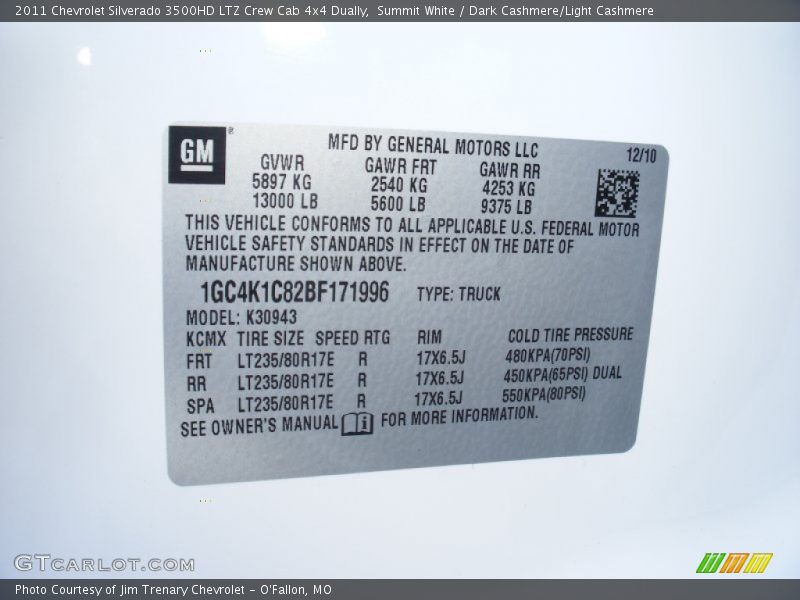 2011 Chevrolet Silverado 3500HD LTZ Crew Cab 4x4 Dually,  Summit White / Dark Cashmere/Light Cashmere
GM®
MFD BY GENERAL MOTORS LLC 12/10
GVWR GAWR FRT GAWR RR
5897 KG 2540 KG 4253 KG
13000 LB 5600 LB 9375 LB
THIS VEHICLE CONFORMS TO ALL APPLICABLE U.S. FEDERAL MOTOR
VEHICLE SAFETY STANDARDS IN EFFECT ON THE DATE OF
MANUFACTURE SHOWN ABOVE.
1GC4K1C82BF171996 TYPE: TRUCK
MODEL: K30943
KCMX TIRE SIZE SPEED RTG RIM COLD TIRE PRESSURE
FRT LT235/80R17E R 17X6.5J 480KPA(70PSI)
RR LT235/80R17E R 17X6.5J 450KPA(65PSI) DUAL
SPA LT235/80R17E R 17X6.5J 550KPA(80PSI)
SEE OWNER'S MANUAL i FOR MORE INFORMATION.
GTCARLOT.COM
Photo Courtesy of Jim Trenary Chevrolet - O'Fallon, MO